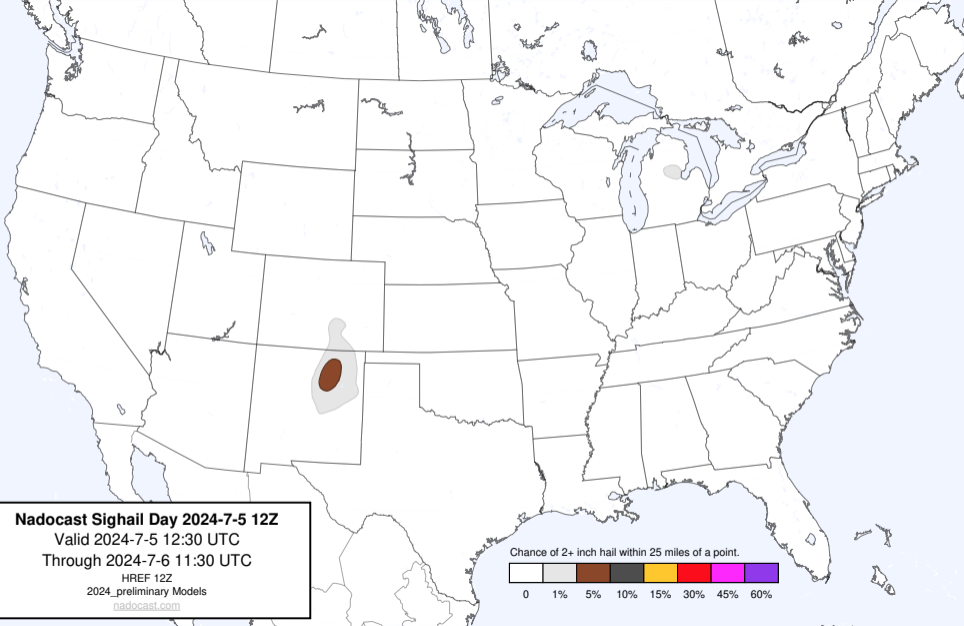 Nadocast Sighail Day 2024-7-5 12Z
Valid 2024-7-5 12:30 UTC
Through 2024-7-6 11:30 UTC
HREF 12Z
2024_preliminary Models
nadocast.com
Chance of 2+ inch hail within 25 miles of a point.
0 1% 5% 10% 15% 30% 45% 60%